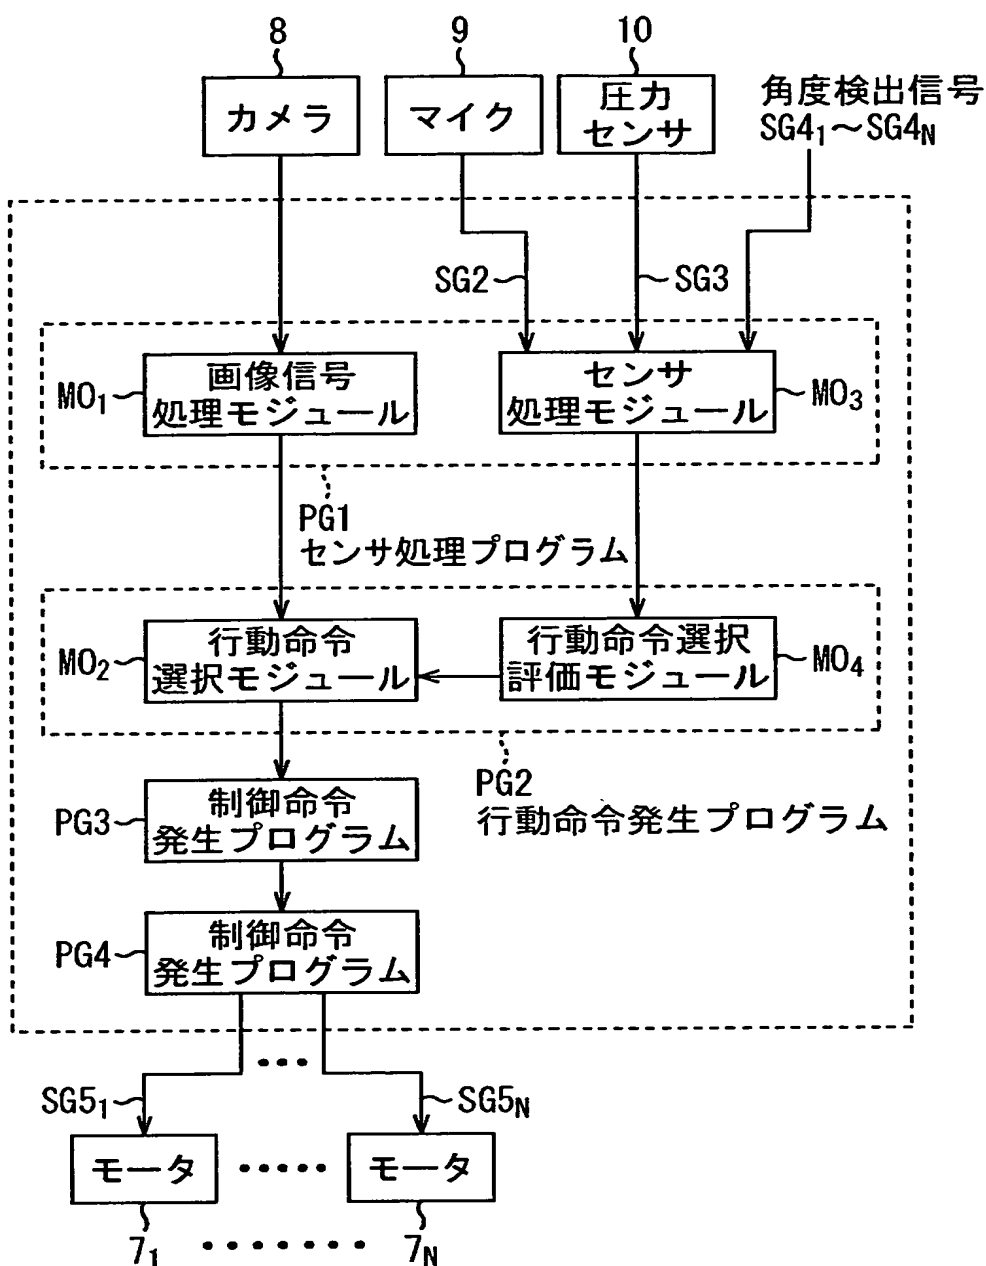 8
9
10
カメラ
マイク
圧力
センサ
角度検出信号
SG4₁～SG4N
SG2
SG3
MO₁
画像信号
処理モジュール
センサ
処理モジュール
MO₃
PG1
センサ処理プログラム
MO₂
行動命令
選択モジュール
行動命令選択
評価モジュール
MO₄
PG2
行動命令発生プログラム
PG3
制御命令
発生プログラム
PG4
制御命令
発生プログラム
SG5₁
SG5N
モータ
モータ
7₁
7N